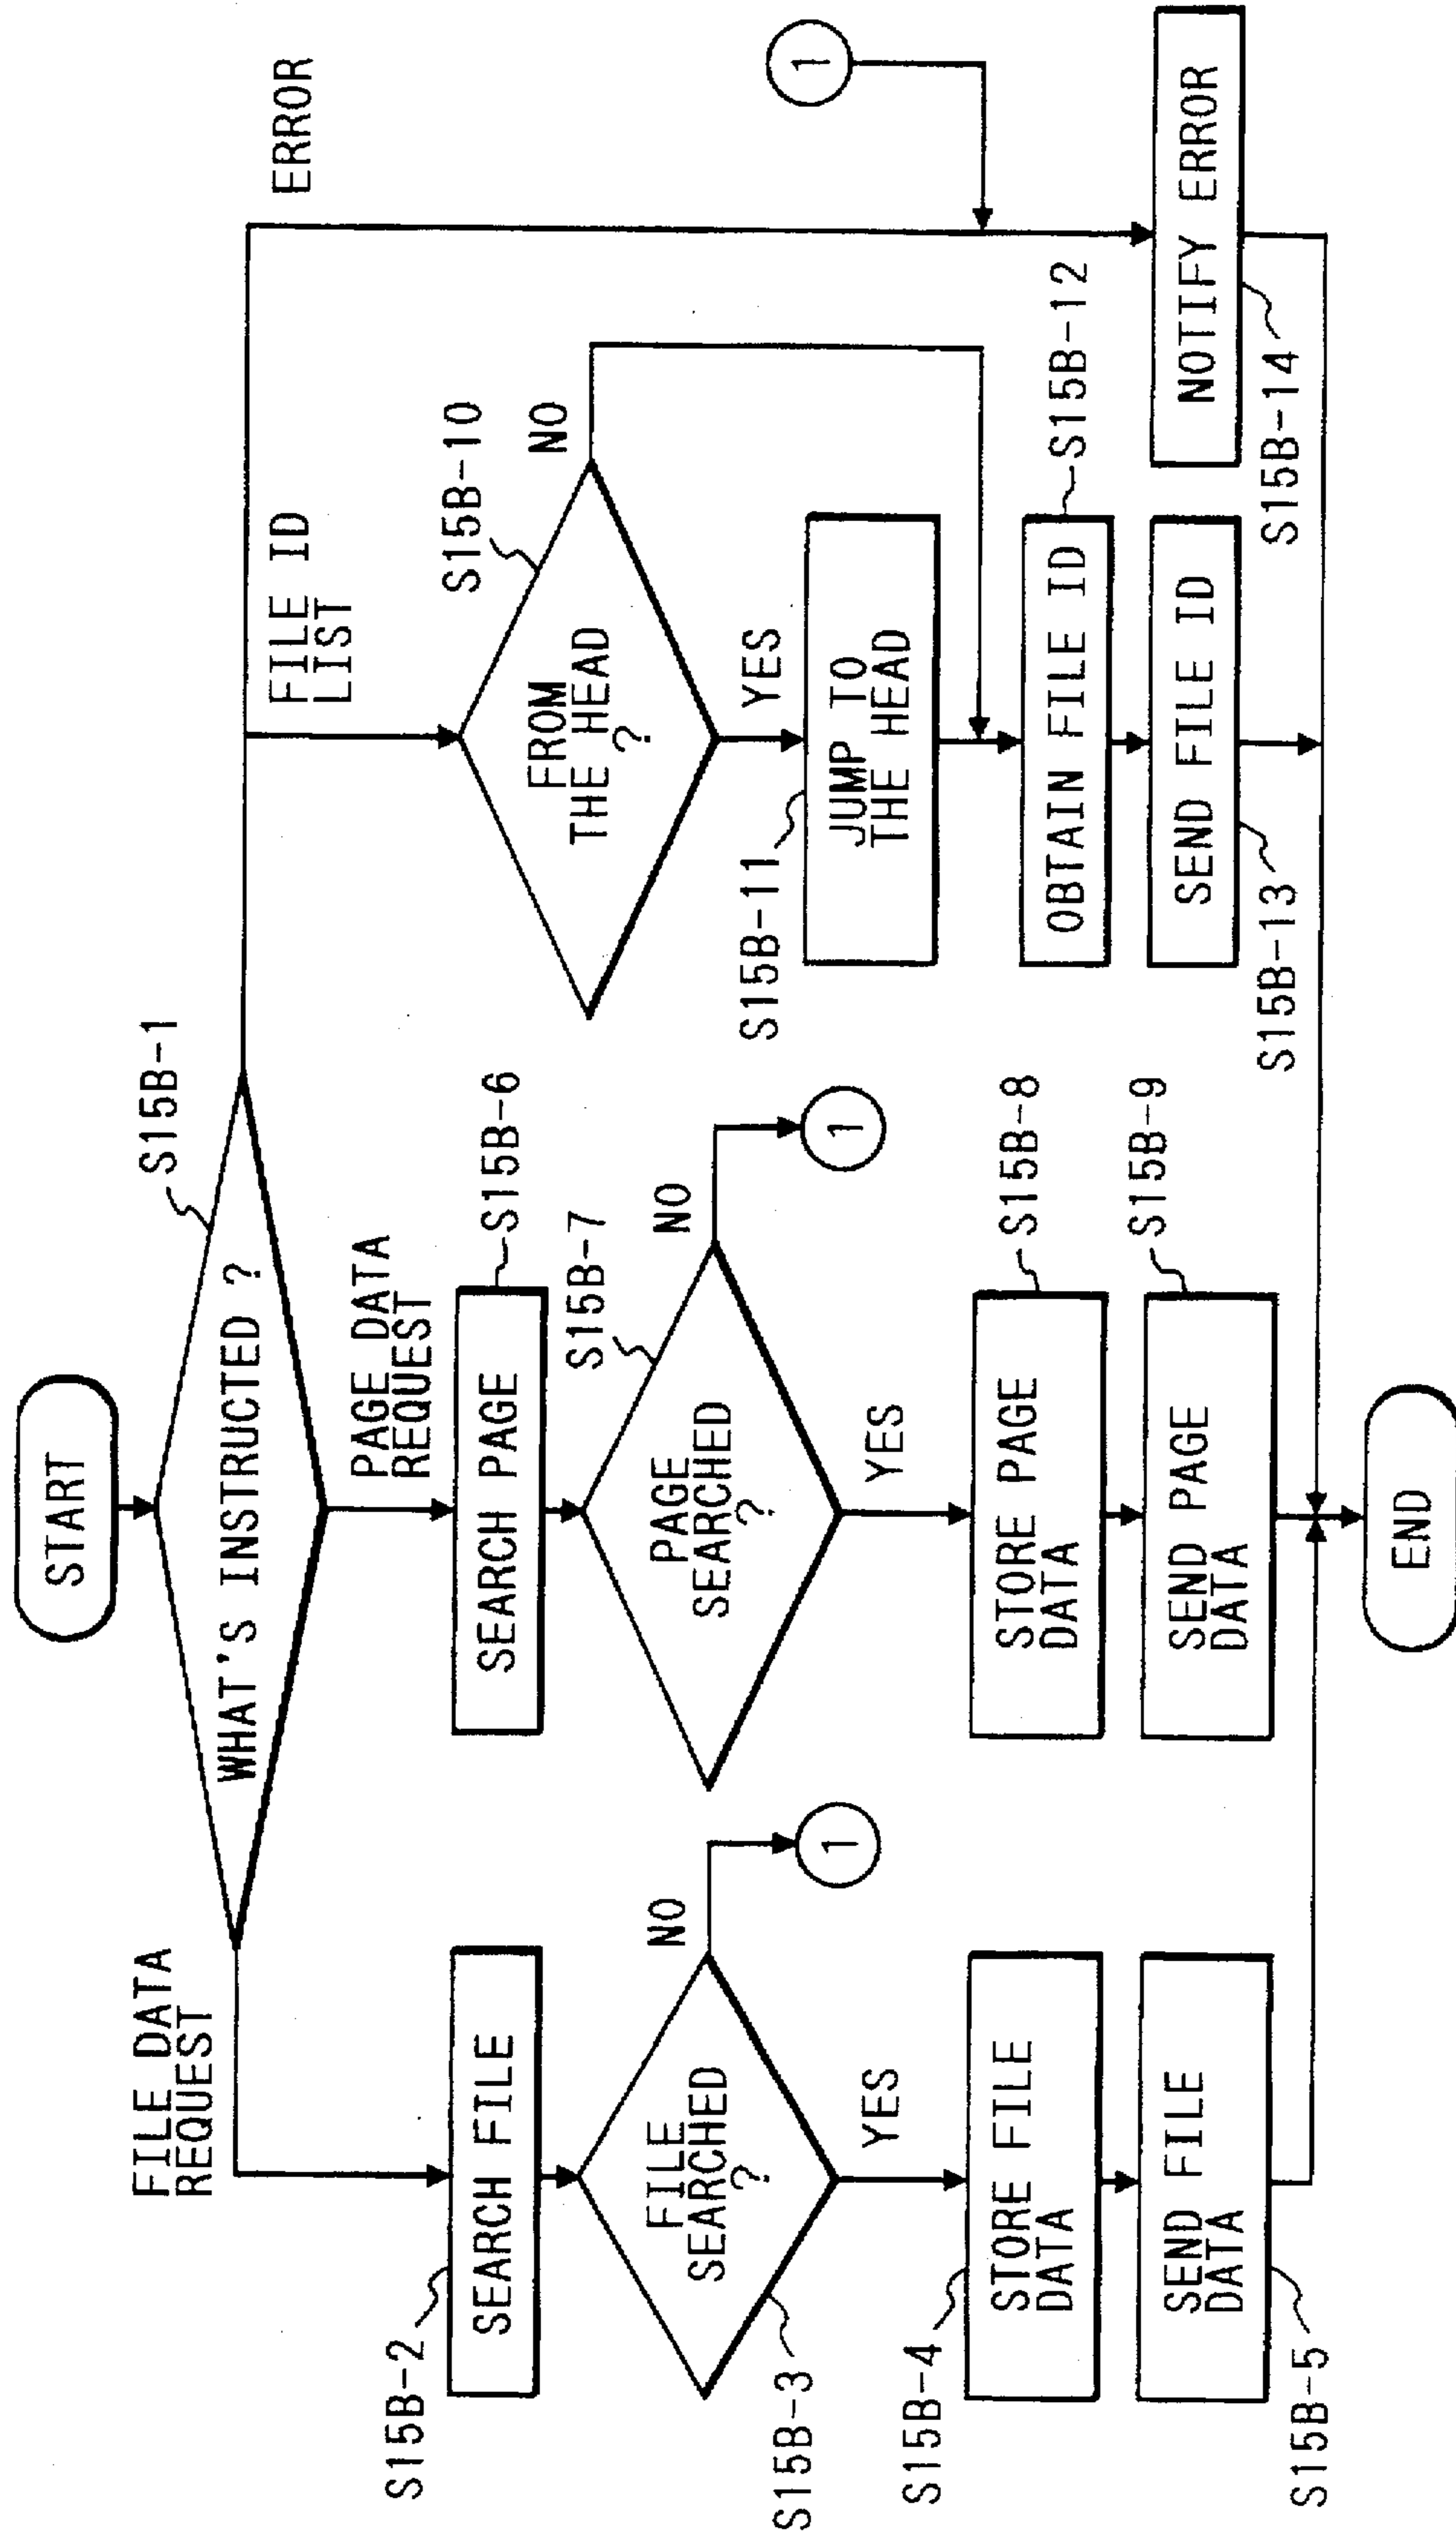 START
WHAT'S INSTRUCTED ?
S15B-1
FILE DATA
REQUEST
S15B-2
SEARCH FILE
FILE
SEARCHED
?
S15B-3
NO
1
YES
S15B-4
STORE FILE
DATA
SEND FILE
DATA
S15B-5
PAGE DATA
REQUEST
SEARCH PAGE
S15B-6
S15B-7
PAGE
SEARCHED
?
NO
1
YES
STORE PAGE
DATA
S15B-8
SEND PAGE
DATA
S15B-9
FILE ID
LIST
S15B-10
FROM
THE HEAD
?
NO
YES
S15B-11
JUMP TO
THE HEAD
OBTAIN FILE ID
S15B-12
SEND FILE ID
S15B-13
ERROR
1
NOTIFY ERROR
S15B-14
END